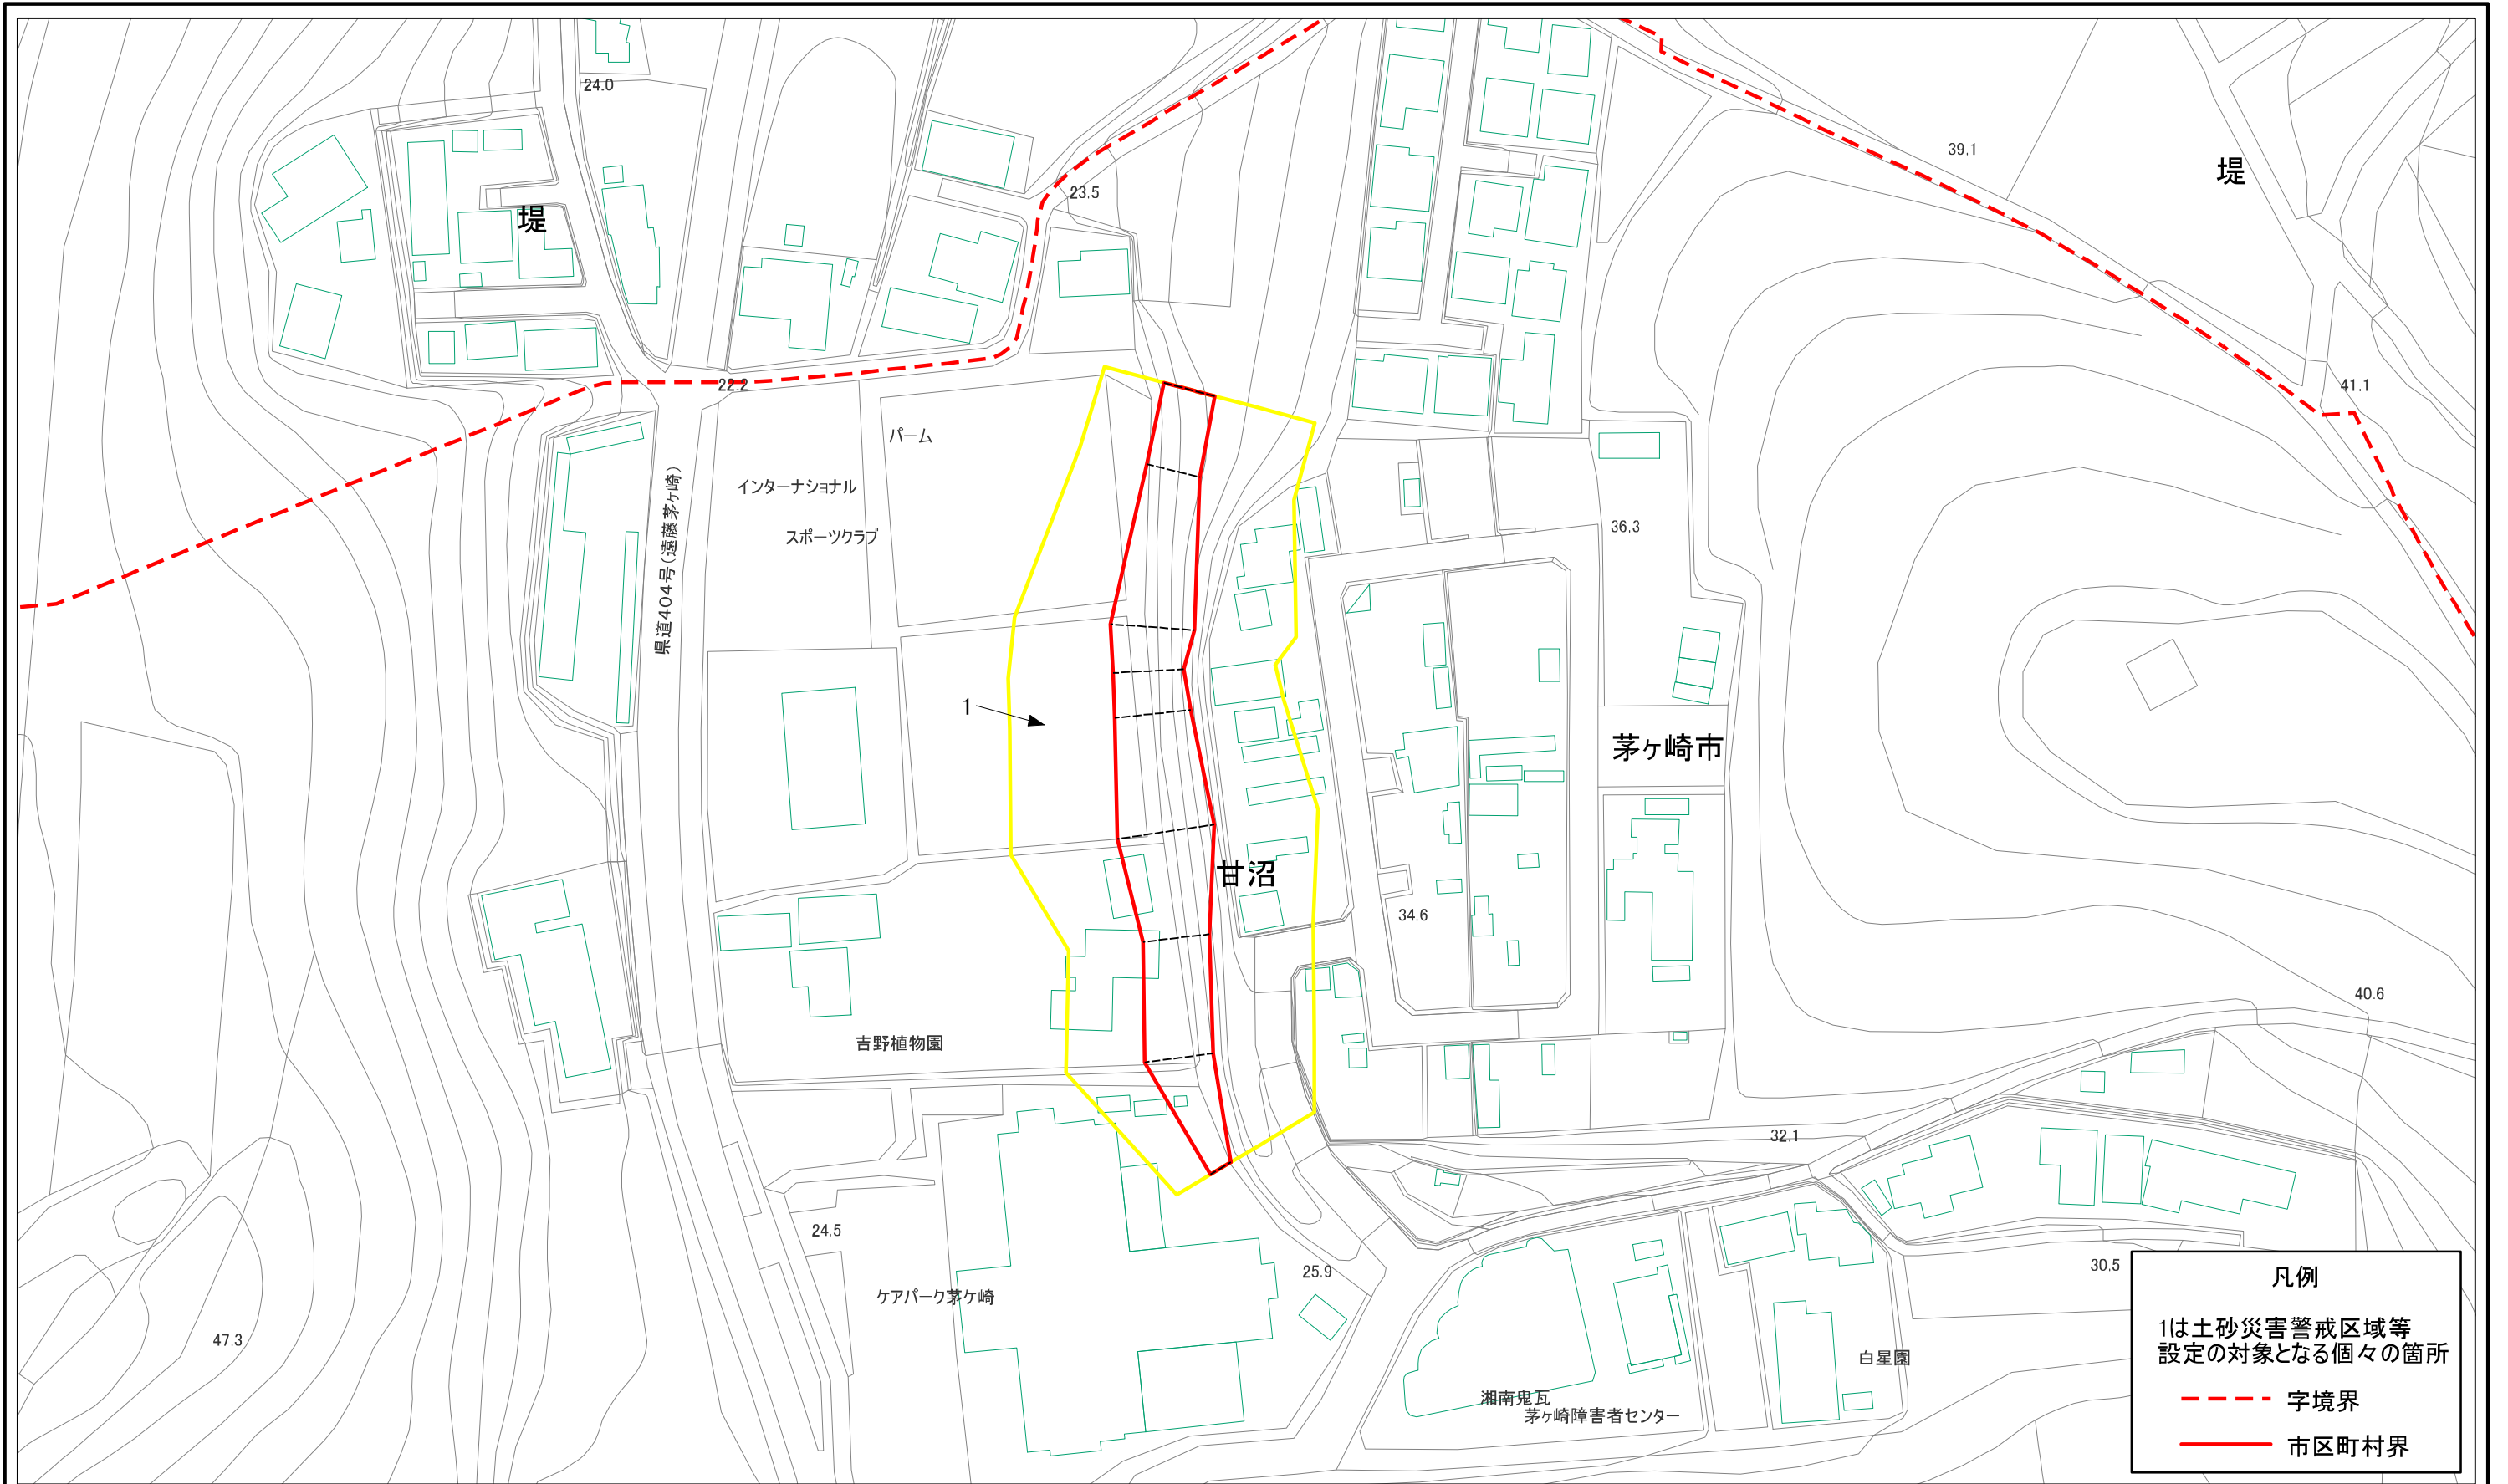 24.0
39.1
堤
23.5
堤
22.2
41.1
パーム
インターナショナル
スポーツクラブ
県道404号(遠藤茅ヶ崎)
36.3
1
茅ヶ崎市
甘沼
34.6
40.6
吉野植物園
32.1
24.5
25.9
30.5
ケアパーク茅ケ崎
47.3
白星園
湘南鬼瓦
茅ヶ崎障害者センター
凡例
1は土砂災害警戒区域等
設定の対象となる個々の箇所
字境界
市区町村界